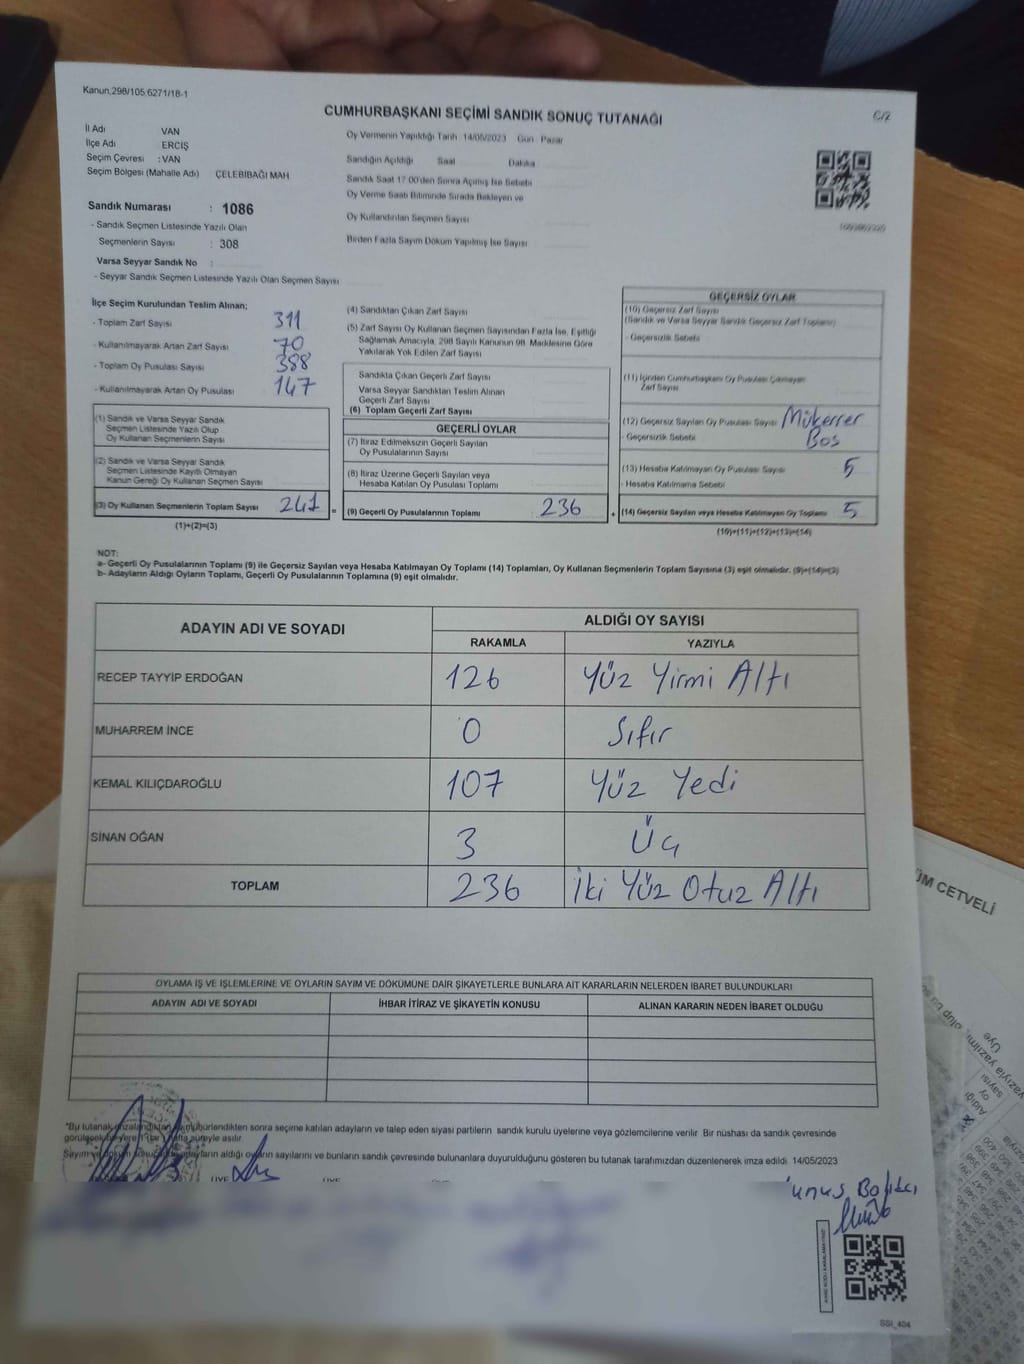 Kanun,298/105;6271/18-1
CUMHURBAŞKANI SEÇİMİ SANDIK SONUÇ TUTANAĞI
C/2
İl Adı VAN
İlçe Adı ERCİŞ
Seçim Çevresi : VAN
Seçim Bölgesi (Mahalle Adı) ÇELEBİBAĞI MAH
Oy Vermenin Yapıldığı Tarih 14/05/2023 Gün Pazar
Sandığın Açıldığı Saat Dakika
Sandık Saat 17.00'den Sonra Açılmış İse Sebebi
Oy Verme Saati Bitiminde Sırada Bekleyen ve
Oy Kullandırılan Seçmen Sayısı
Birden Fazla Sayım Döküm Yapılmış İse Sayısı
Sandık Numarası : 1086
- Sandık Seçmen Listesinde Yazılı Olan
Seçmenlerin Sayısı : 308
Varsa Seyyar Sandık No :
- Seyyar Sandık Seçmen Listesinde Yazılı Olan Seçmen Sayısı
İlçe Seçim Kurulundan Teslim Alınan;
- Toplam Zarf Sayısı 311
- Kullanılmayarak Artan Zarf Sayısı 70
- Toplam Oy Pusulası Sayısı 388
- Kullanılmayarak Artan Oy Pusulası 147
(1) Sandık ve Varsa Seyyar Sandık
Seçmen Listesinde Yazılı Olup
Oy Kullanan Seçmenlerin Sayısı
(2) Sandık ve Varsa Seyyar Sandık
Seçmen Listesinde Kayıtlı Olmayan
Kanun Gereği Oy Kullanan Seçmen Sayısı
(3) Oy Kullanan Seçmenlerin Toplam Sayısı 241 =
(1)+(2)=(3)
(4) Sandıktan Çıkan Zarf Sayısı
(5) Zarf Sayısı Oy Kullanan Seçmen Sayısından Fazla İse, Eşitliği
Sağlamak Amacıyla, 298 Sayılı Kanunun 98. Maddesine Göre
Yakılarak Yok Edilen Zarf Sayısı
Sandıkta Çıkan Geçerli Zarf Sayısı
Varsa Seyyar Sandıktan Teslim Alınan
Geçerli Zarf Sayısı
(6) Toplam Geçerli Zarf Sayısı
GEÇERLİ OYLAR
(7) İtiraz Edilmeksizin Geçerli Sayılan
Oy Pusulalarının Sayısı
(8) İtiraz Üzerine Geçerli Sayılan veya
Hesaba Katılan Oy Pusulası Toplamı
(9) Geçerli Oy Pusulalarının Toplamı 236 +
GEÇERSİZ OYLAR
(10) Geçersiz Zarf Sayısı
(Sandık ve Varsa Seyyar Sandık Geçersiz Zarf Toplamı)
- Geçersizlik Sebebi
(11) İçinden Cumhurbaşkanı Oy Pusulası Çıkmayan
Zarf Sayısı
(12) Geçersiz Sayılan Oy Pusulası Sayısı Mükerrer
- Geçersizlik Sebebi Boş
(13) Hesaba Katılmayan Oy Pusulası Sayısı 5
- Hesaba Katılmama Sebebi
(14) Geçersiz Sayılan veya Hesaba Katılmayan Oy Toplamı 5
(10)+(11)+(12)+(13)=(14)
NOT:
a- Geçerli Oy Pusulalarının Toplamı (9) ile Geçersiz Sayılan veya Hesaba Katılmayan Oy Toplamı (14) Toplamları, Oy Kullanan Seçmenlerin Toplam Sayısına (3) eşit olmalıdır. (9)+(14)=(3)
b- Adayların Aldığı Oyların Toplamı, Geçerli Oy Pusulalarının Toplamına (9) eşit olmalıdır.
ADAYIN ADI VE SOYADI ALDIĞI OY SAYISI
RAKAMLA YAZIYLA
RECEP TAYYİP ERDOĞAN 126 Yüz Yirmi Altı
MUHARREM İNCE 0 Sıfır
KEMAL KILIÇDAROĞLU 107 Yüz Yedi
SİNAN OĞAN 3 Üç
TOPLAM 236 İki Yüz Otuz Altı
OYLAMA İŞ VE İŞLEMLERİNE VE OYLARIN SAYIM VE DÖKÜMÜNE DAİR ŞİKAYETLERLE BUNLARA AİT KARARLARIN NELERDEN İBARET BULUNDUKLARI
ADAYIN ADI VE SOYADI İHBAR İTİRAZ VE ŞİKAYETİN KONUSU ALINAN KARARIN NEDEN İBARET OLDUĞU
*Bu tutanak mühürlendikten sonra seçime katılan adayların ve talep eden siyasi partilerin sandık kurulu üyelerine veya gözlemcilerine verilir. Bir nüshası da sandık çevresinde
görülecek bir yere 1 (bir) hafta süreyle asılır
Sayım ve adayların aldığı oyların sayılarını ve bunların sandık çevresinde bulunanlara duyurulduğunu gösteren bu tutanak tarafımızdan düzenlenerek imza edildi. 14/05/2023
ÜYE ÜYE
SSI_404
ÜM CETVELİ